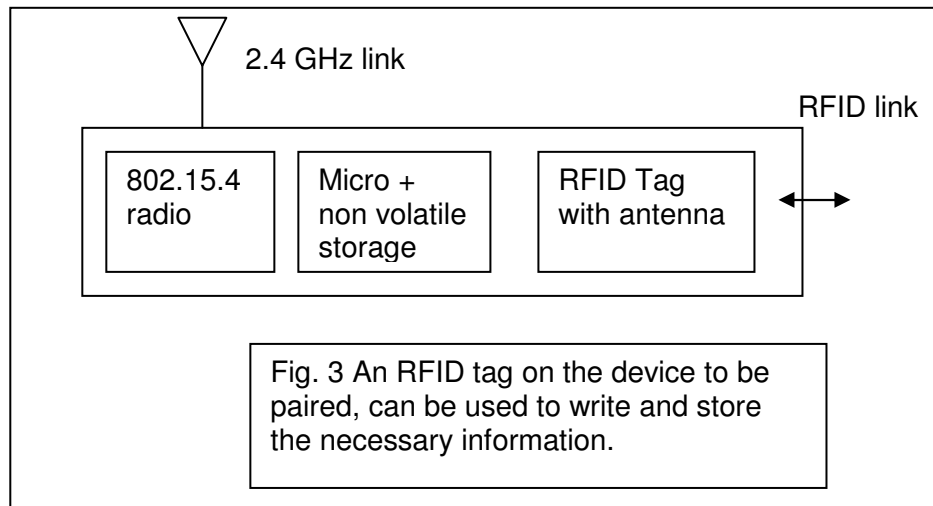 2.4 GHz link
RFID link
802.15.4
radio
Micro +
non volatile
storage
RFID Tag
with antenna
Fig. 3 An RFID tag on the device to be
paired, can be used to write and store
the necessary information.